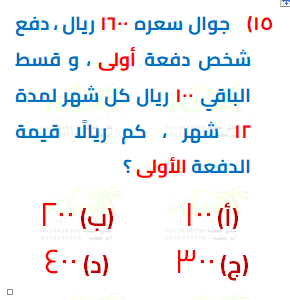 ١٥) جوال سعره ١٦٠٠ ريال ، دفع
شخص دفعة أولى ، و قسط
الباقي ١٠٠ ريال كل شهر لمدة
١٢ شهر ، كم ريالًا قيمة
الدفعة الأولى ؟
(أ) ١٠٠ (ب) ٢٠٠
(ج) ٣٠٠ (د) ٤٠٠